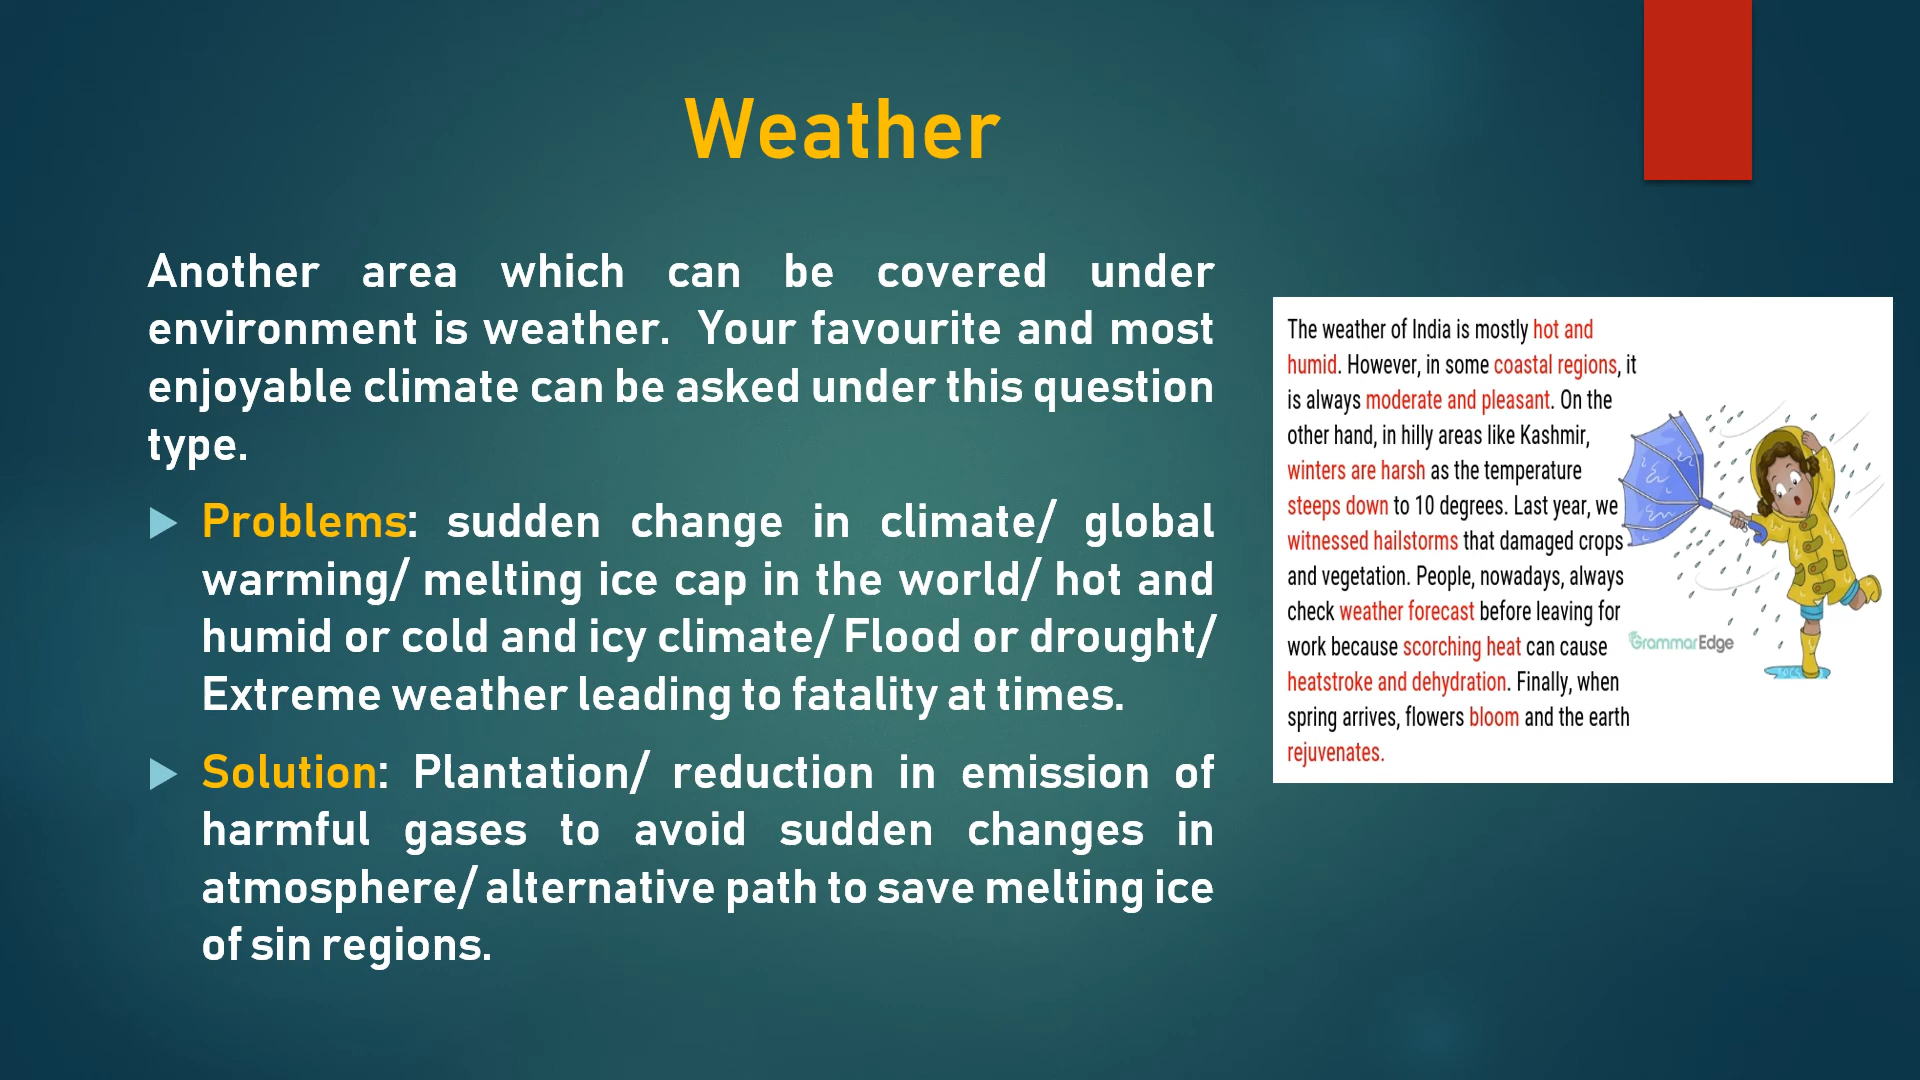 Weather
Another area which can be covered under
environment is weather. Your favourite and most
enjoyable climate can be asked under this question
type.
Problems: sudden change in climate/ global
warming/ melting ice cap in the world/ hot and
humid or cold and icy climate/ Flood or drought/
Extreme weather leading to fatality at times.
Solution: Plantation/ reduction in emission of
harmful gases to avoid sudden changes in
atmosphere/ alternative path to save melting ice
of sin regions.
The weather of India is mostly hot and
humid. However, in some coastal regions, it
is always moderate and pleasant. On the
other hand, in hilly areas like Kashmir,
winters are harsh as the temperature
steeps down to 10 degrees. Last year, we
witnessed hailstorms that damaged crops
and vegetation. People, nowadays, always
check weather forecast before leaving for
work because scorching heat can cause
heatstroke and dehydration. Finally, when
spring arrives, flowers bloom and the earth
rejuvenates.
GrammarEdge